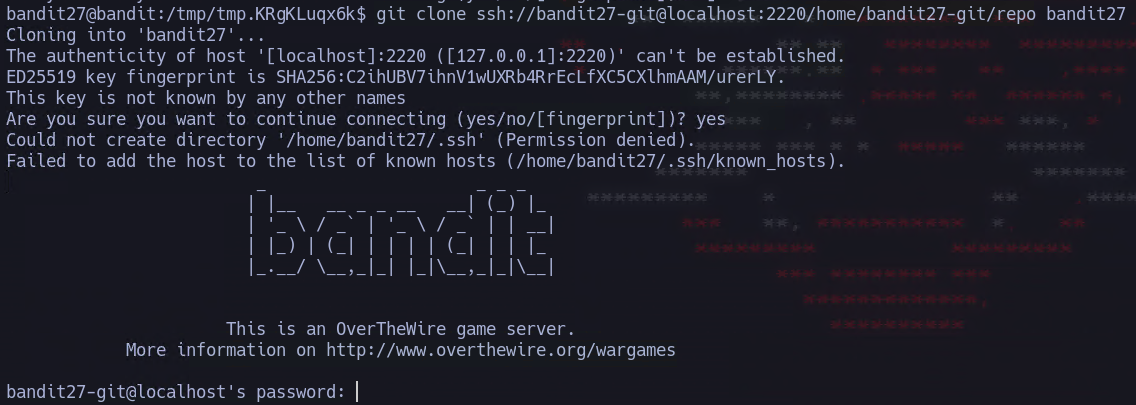 bandit27@bandit:/tmp/tmp.KRgKLuqx6k$ git clone ssh://bandit27-git@localhost:2220/home/bandit27-git/repo bandit27
Cloning into 'bandit27'...
The authenticity of host '[localhost]:2220 ([127.0.0.1]:2220)' can't be established.
ED25519 key fingerprint is SHA256:C2ihUBV7ihnV1wUXRb4RrEcLfXC5CXlhmAAM/urerLY.
This key is not known by any other names
Are you sure you want to continue connecting (yes/no/[fingerprint])? yes
Could not create directory '/home/bandit27/.ssh' (Permission denied).
Failed to add the host to the list of known hosts (/home/bandit27/.ssh/known_hosts).
bandit
This is an OverTheWire game server.
More information on http://www.overthewire.org/wargames
bandit27-git@localhost's password: